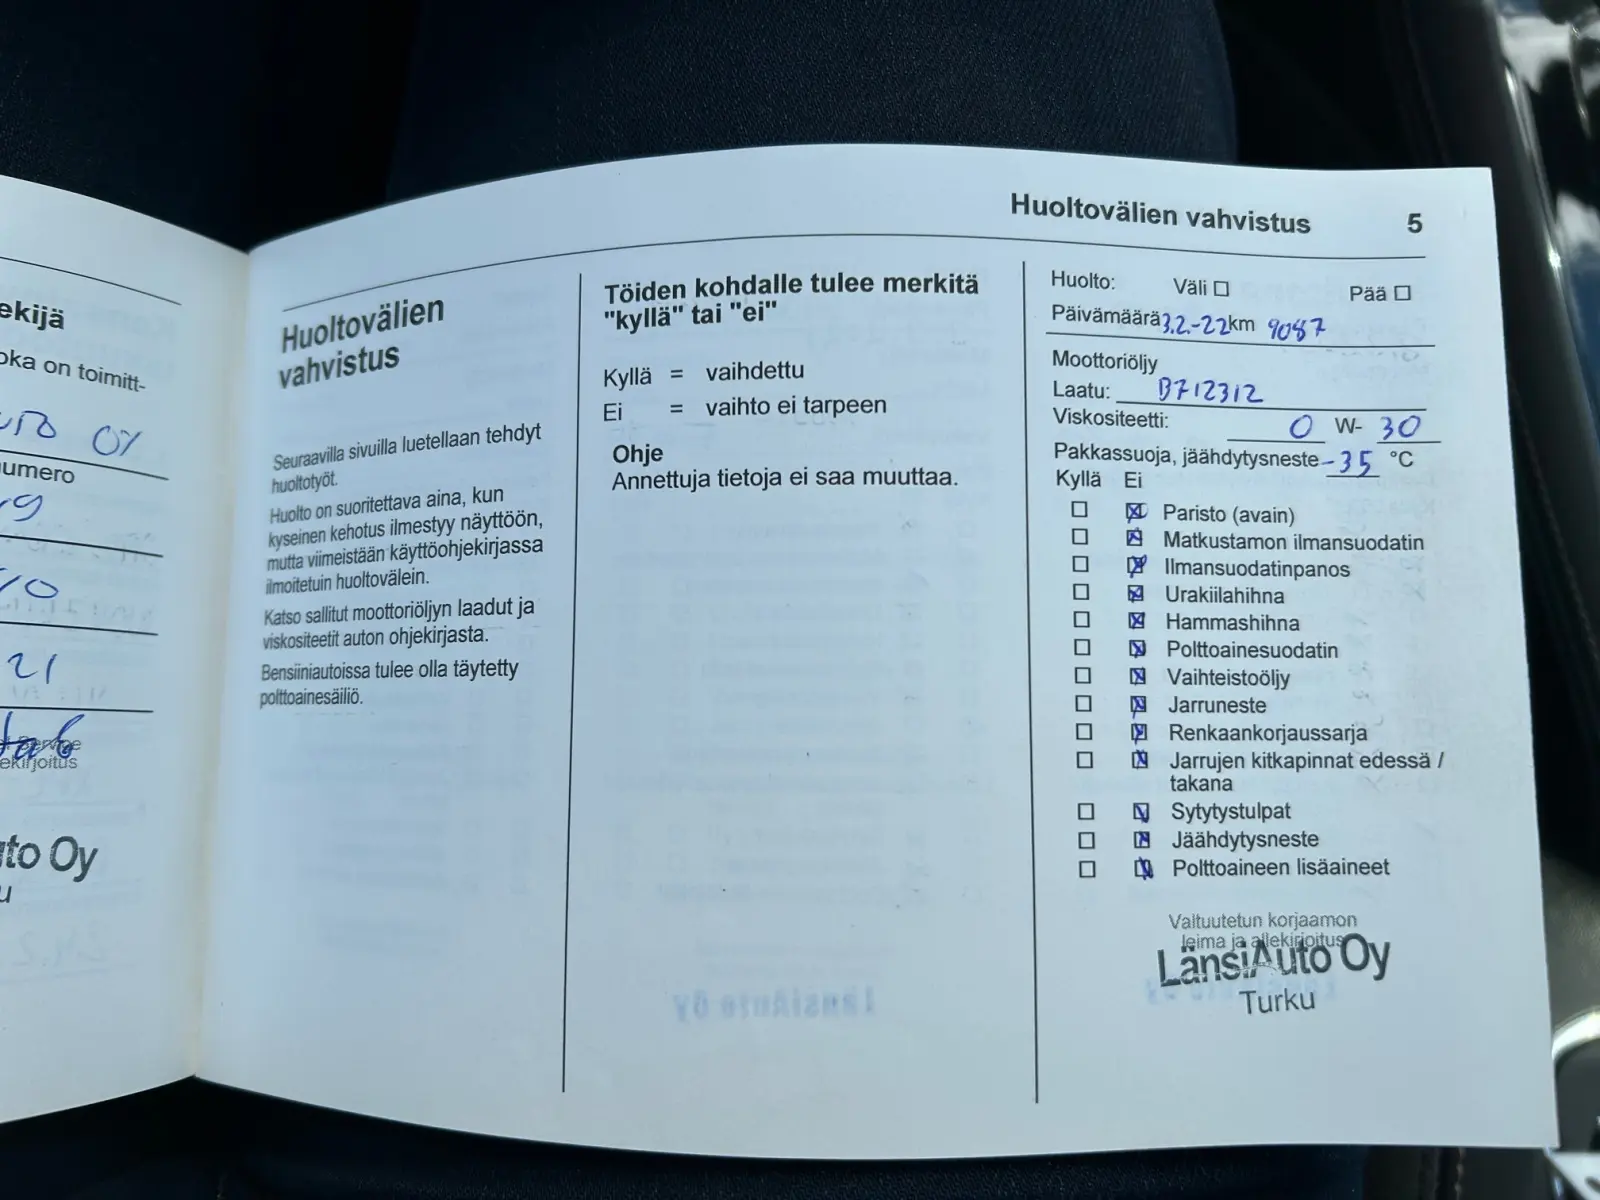 ekijä
oka on toimitt-
OY
umero
9
21
ekirjoitus
uto Oy
u
Huoltovälien vahvistus 5
Huoltovälien
vahvistus
Seuraavilla sivuilla luetellaan tehdyt
huoltotyöt.
Huolto on suoritettava aina, kun
kyseinen kehotus ilmestyy näyttöön,
mutta viimeistään käyttöohjekirjassa
ilmoitetuin huoltovälein.
Katso sallitut moottoriöljyn laadut ja
viskositeetit auton ohjekirjasta.
Bensiiniautoissa tulee olla täytetty
polttoainesäiliö.
Töiden kohdalle tulee merkitä
"kyllä" tai "ei"
Kyllä = vaihdettu
Ei = vaihto ei tarpeen
Ohje
Annettuja tietoja ei saa muuttaa.
Huolto: Väli ☐ Pää ☐
Päivämäärä 3.2.-22 km 9087
Moottoriöljy
Laatu: B712312
Viskositeetti: 0 W- 30
Pakkassuoja, jäähdytysneste -35 °C
Kyllä Ei
☐ ☒ Paristo (avain)
☐ ☒ Matkustamon ilmansuodatin
☐ ☒ Ilmansuodatinpanos
☐ ☒ Urakiilahihna
☐ ☒ Hammashihna
☐ ☒ Polttoainesuodatin
☐ ☒ Vaihteistoöljy
☐ ☒ Jarruneste
☐ ☒ Renkaankorjaussarja
☐ ☒ Jarrujen kitkapinnat edessä /
takana
☐ ☒ Sytytystulpat
☐ ☒ Jäähdytysneste
☐ ☒ Polttoaineen lisäaineet
Valtuutetun korjaamon
leima ja allekirjoitus
LänsiAuto Oy
Turku